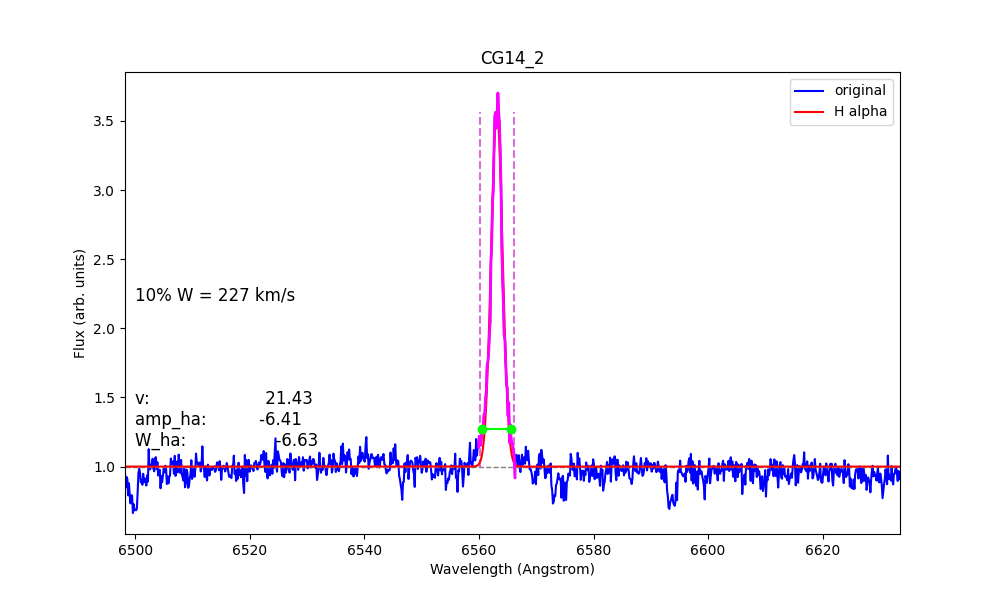 CG14_2
original
H alpha
10% W = 227 km/s
v: 21.43
amp_ha: -6.41
W_ha: -6.63
Flux (arb. units)
3.5
3.0
2.5
2.0
1.5
1.0
6500 6520 6540 6560 6580 6600 6620
Wavelength (Angstrom)